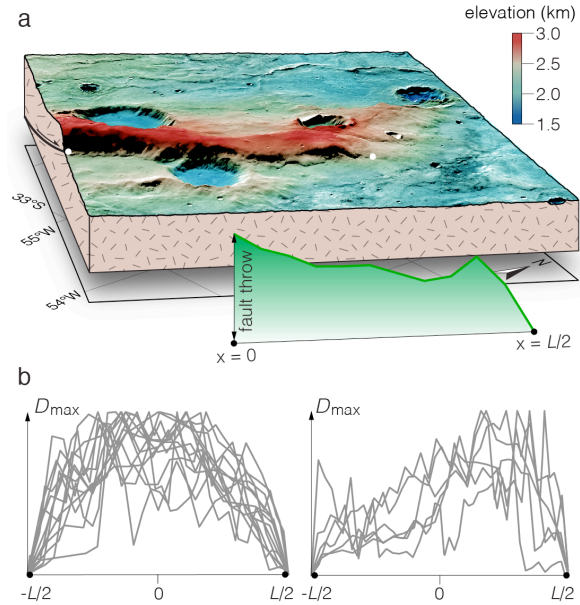 a
elevation (km)
3.0
2.5
2.0
1.5
33°S
55°W
54°W
N
fault throw
x = 0
x = L/2
b
Dmax
Dmax
-L/2
0
L/2
-L/2
0
L/2